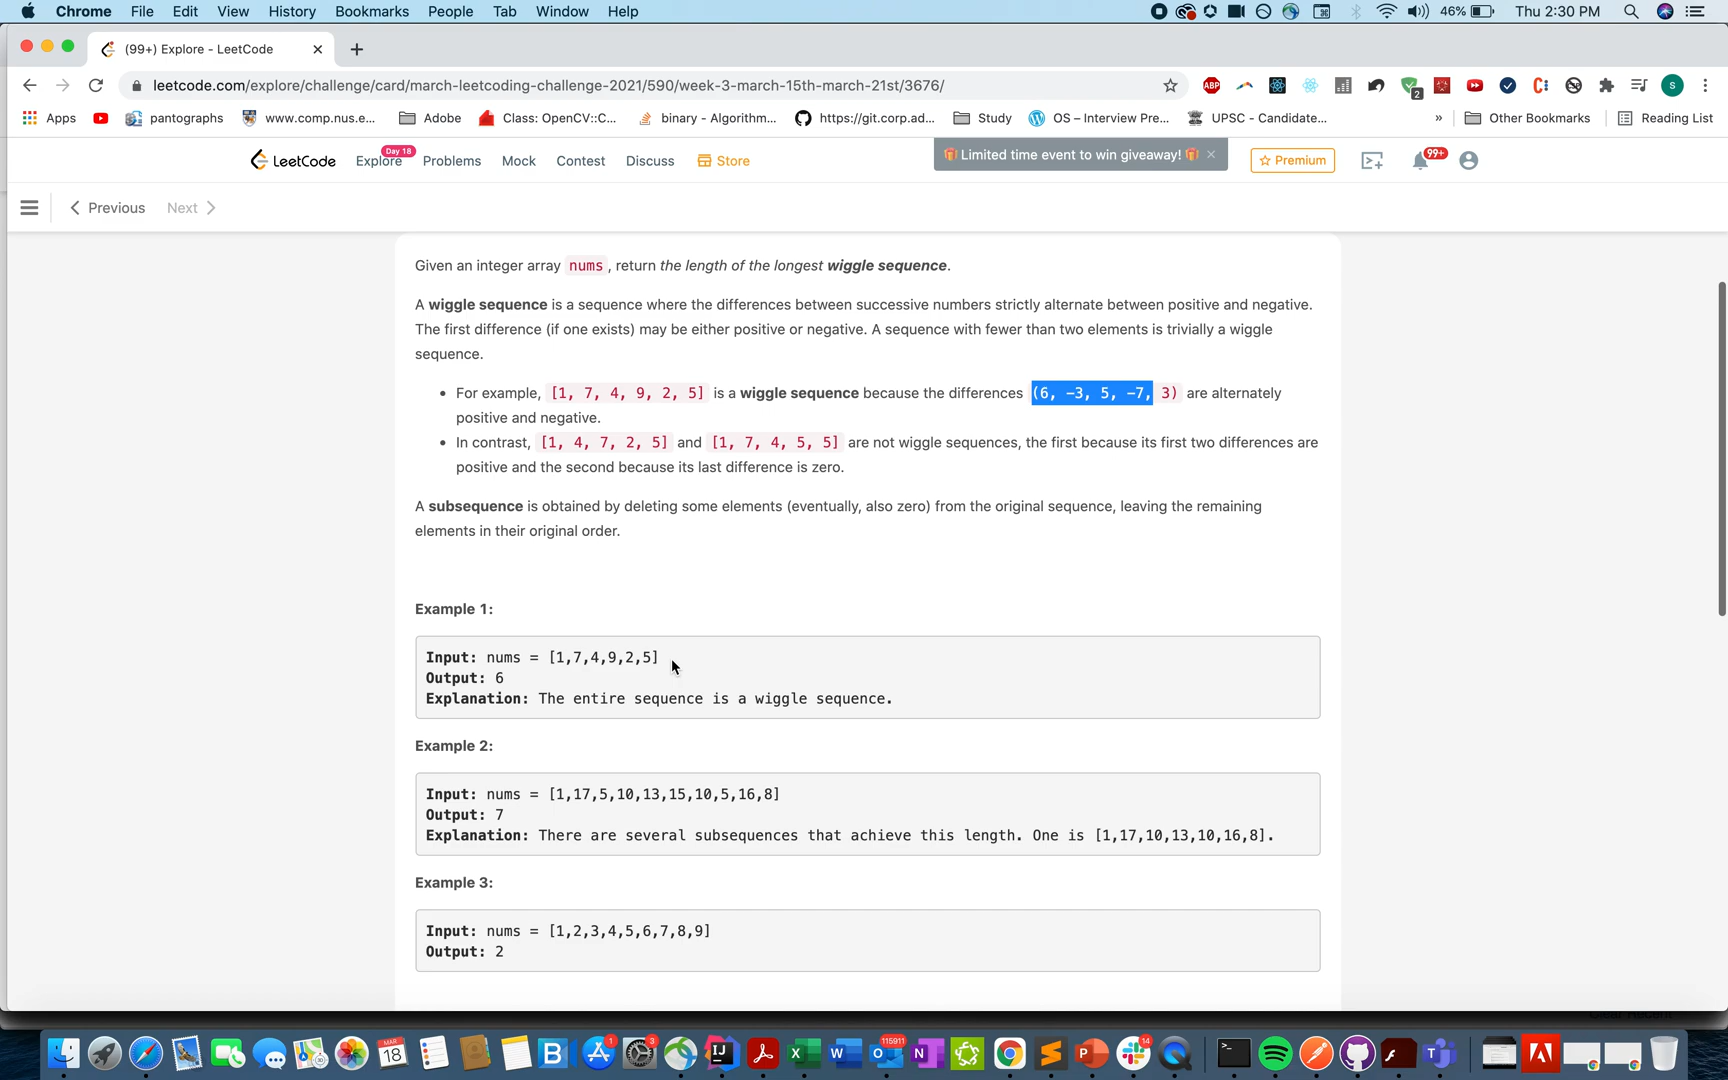 Chrome File Edit View History Bookmarks People Tab Window Help 46% Thu 2:30 PM
(99+) Explore - LeetCode
leetcode.com/explore/challenge/card/march-leetcoding-challenge-2021/590/week-3-march-15th-march-21st/3676/
Apps pantographs www.comp.nus.e... Adobe Class: OpenCV::C... binary - Algorithm... https://git.corp.ad... Study OS – Interview Pre... UPSC - Candidate... » Other Bookmarks Reading List
LeetCode Explore Day 18 Problems Mock Contest Discuss Store Limited time event to win giveaway! Premium 99+
Previous Next
Given an integer array nums, return the length of the longest wiggle sequence.
A wiggle sequence is a sequence where the differences between successive numbers strictly alternate between positive and negative.
The first difference (if one exists) may be either positive or negative. A sequence with fewer than two elements is trivially a wiggle
sequence.
• For example, [1, 7, 4, 9, 2, 5] is a wiggle sequence because the differences (6, -3, 5, -7, 3) are alternately
positive and negative.
• In contrast, [1, 4, 7, 2, 5] and [1, 7, 4, 5, 5] are not wiggle sequences, the first because its first two differences are
positive and the second because its last difference is zero.
A subsequence is obtained by deleting some elements (eventually, also zero) from the original sequence, leaving the remaining
elements in their original order.
Example 1:
Input: nums = [1,7,4,9,2,5]
Output: 6
Explanation: The entire sequence is a wiggle sequence.
Example 2:
Input: nums = [1,17,5,10,13,15,10,5,16,8]
Output: 7
Explanation: There are several subsequences that achieve this length. One is [1,17,10,13,10,16,8].
Example 3:
Input: nums = [1,2,3,4,5,6,7,8,9]
Output: 2